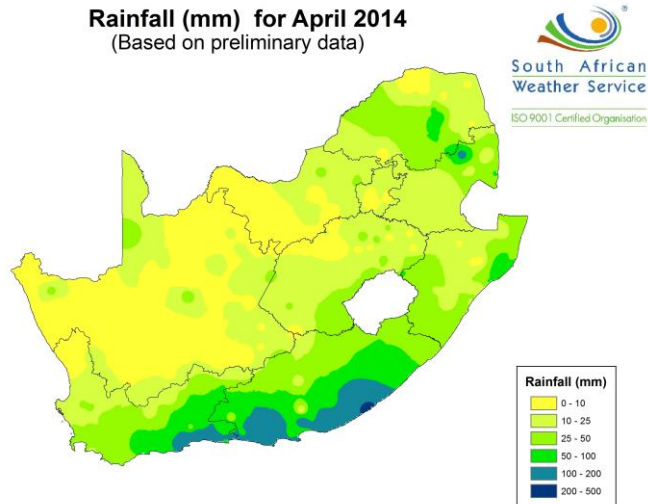 Rainfall (mm) for April 2014
(Based on preliminary data)
®
South African
Weather Service
ISO 9001 Certified Organisation
Rainfall (mm)
0 - 10
10 - 25
25 - 50
50 - 100
100 - 200
200 - 500